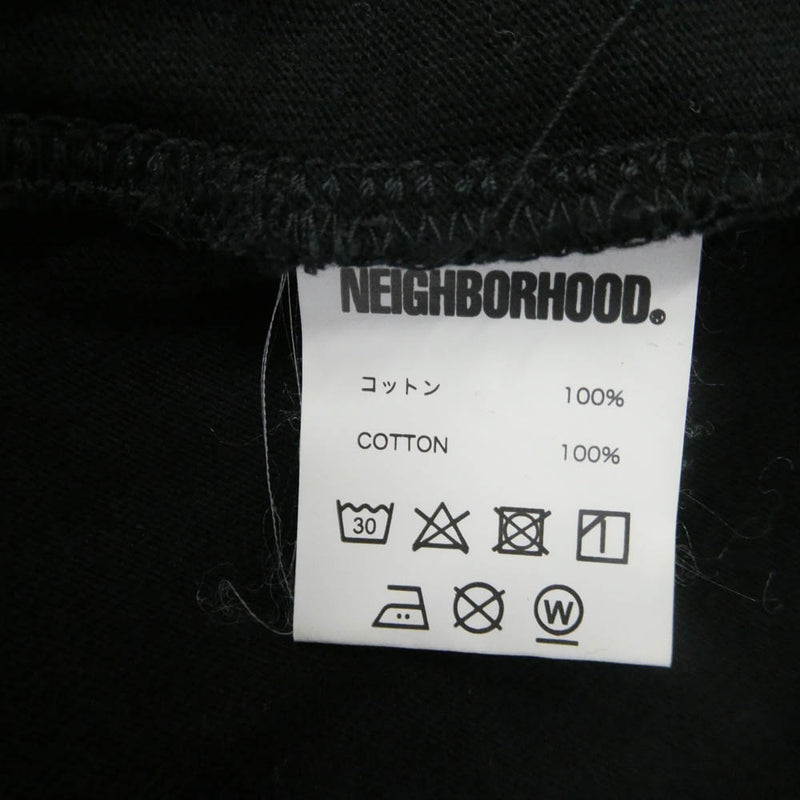 NEIGHBORHOOD®
コットン 100%
COTTON 100%
30
W